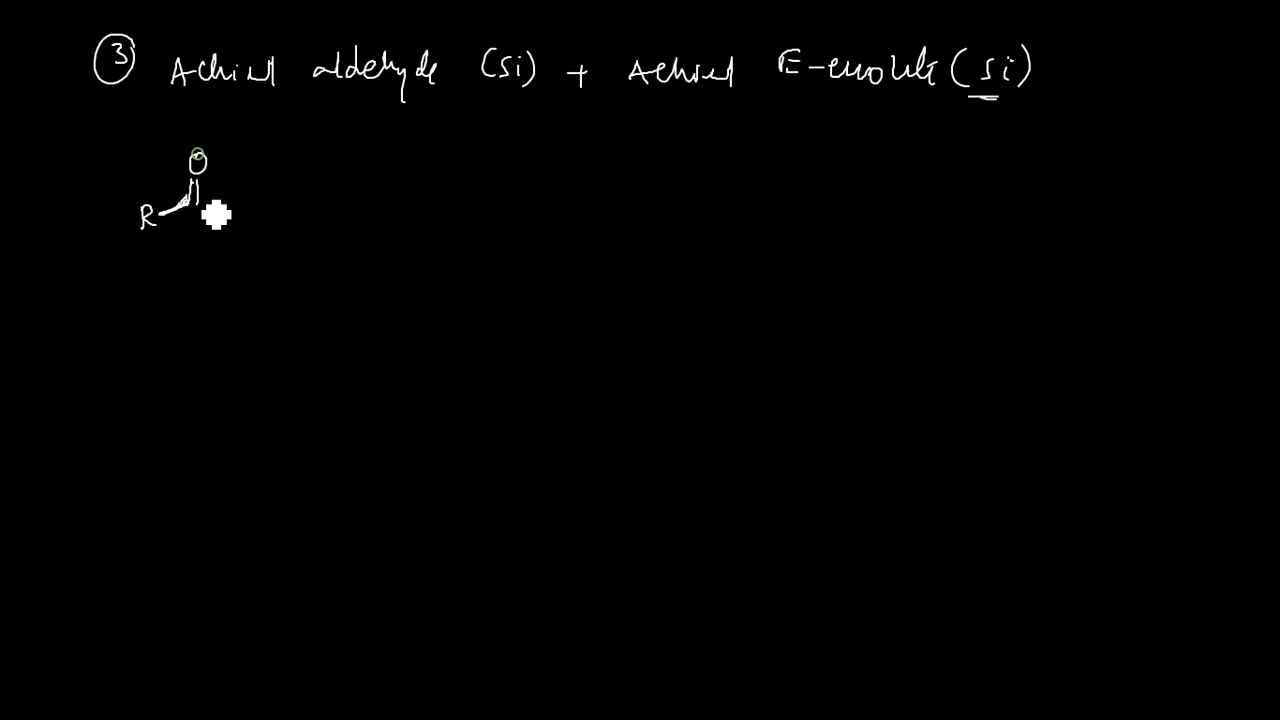 ③ Achiral aldehyde (Si) + Achiral E-enolate (Si)
O
R